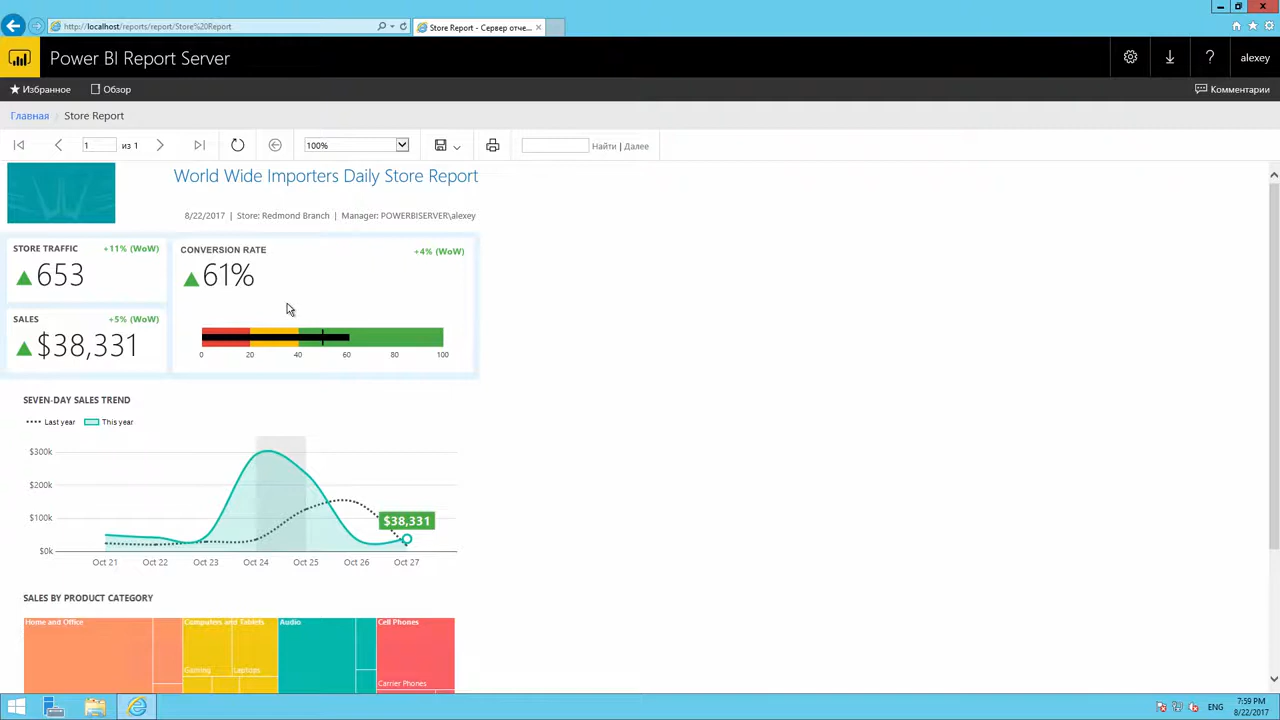 http://localhost/reports/report/Store%20Report
Store Report - Сервер отче...
Power BI Report Server
alexey
Избранное
Обзор
Комментарии
Главная
Store Report
1
из 1
100%
Найти | Далее
World Wide Importers Daily Store Report
8/22/2017 | Store: Redmond Branch | Manager: POWERBISERVER\alexey
STORE TRAFFIC
+11% (WoW)
653
CONVERSION RATE
+4% (WoW)
61%
0 20 40 60 80 100
SALES
+5% (WoW)
$38,331
SEVEN-DAY SALES TREND
Last year
This year
$300k
$200k
$100k
$0k
$38,331
Oct 21 Oct 22 Oct 23 Oct 24 Oct 25 Oct 26 Oct 27
SALES BY PRODUCT CATEGORY
Home and Office
Computers and Tablets
Audio
Cell Phones
Gaming
Laptops
Carrier Phones
ENG
7:59 PM
8/22/2017